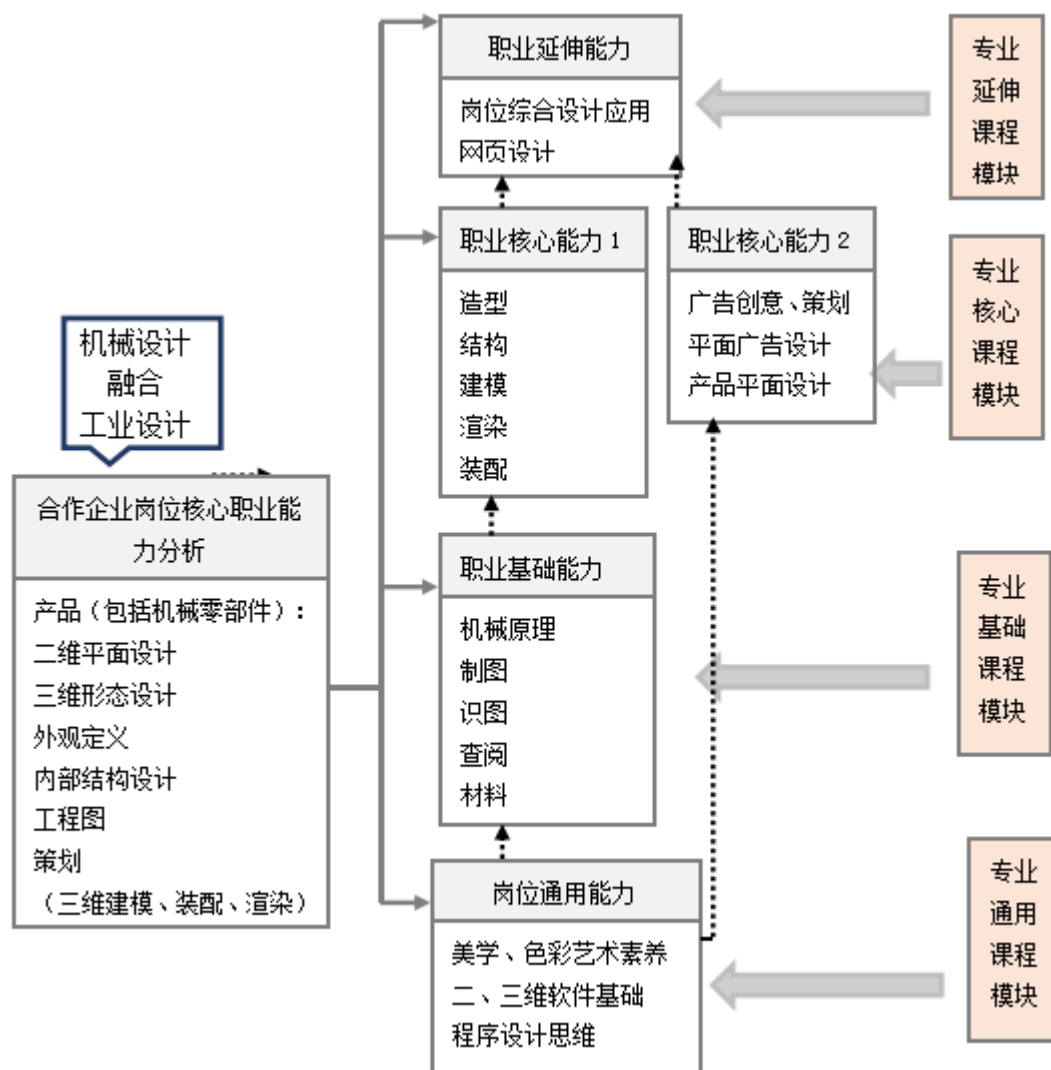 职业延伸能力
岗位综合设计应用
网页设计
专业
延伸
课程
模块
职业核心能力 1
造型
结构
建模
渲染
装配
职业核心能力 2
广告创意、策划
平面广告设计
产品平面设计
专业
核心
课程
模块
机械设计
融合
工业设计
合作企业岗位核心职业能
力分析
产品（包括机械零部件）：
二维平面设计
三维形态设计
外观定义
内部结构设计
工程图
策划
（三维建模、装配、渲染）
职业基础能力
机械原理
制图
识图
查阅
材料
专业
基础
课程
模块
岗位通用能力
美学、色彩艺术素养
二、三维软件基础
程序设计思维
专业
通用
课程
模块